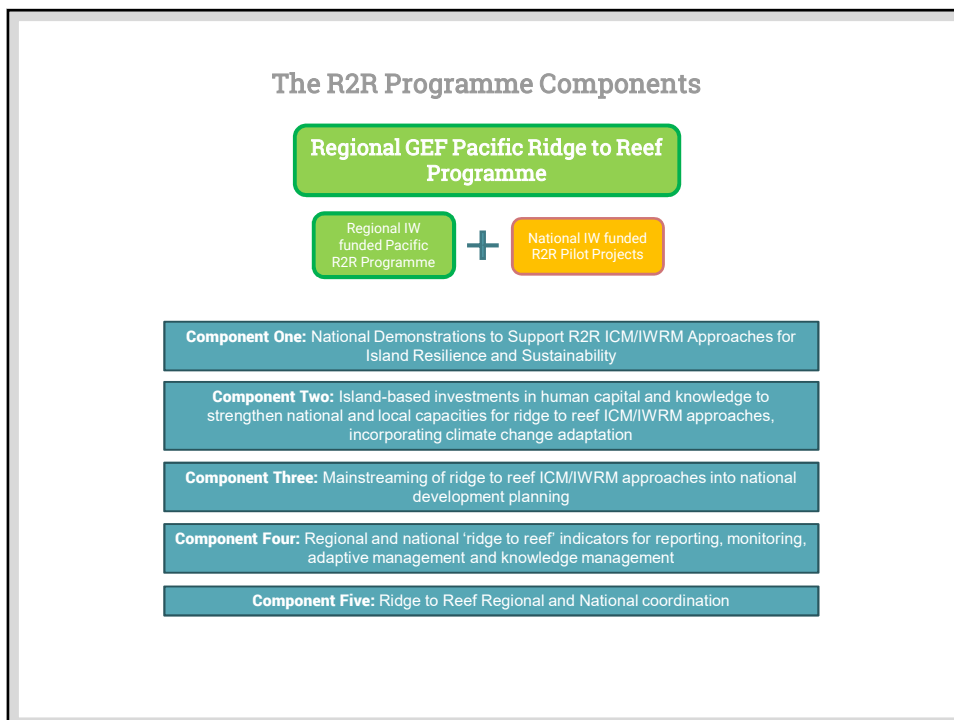 The R2R Programme Components
Regional GEF Pacific Ridge to Reef
Programme
Regional IW
funded Pacific
R2R Programme
+
National IW funded
R2R Pilot Projects
Component One: National Demonstrations to Support R2R ICM/IWRM Approaches for
Island Resilience and Sustainability
Component Two: Island-based investments in human capital and knowledge to
strengthen national and local capacities for ridge to reef ICM/IWRM approaches,
incorporating climate change adaptation
Component Three: Mainstreaming of ridge to reef ICM/IWRM approaches into national
development planning
Component Four: Regional and national ‘ridge to reef’ indicators for reporting, monitoring,
adaptive management and knowledge management
Component Five: Ridge to Reef Regional and National coordination